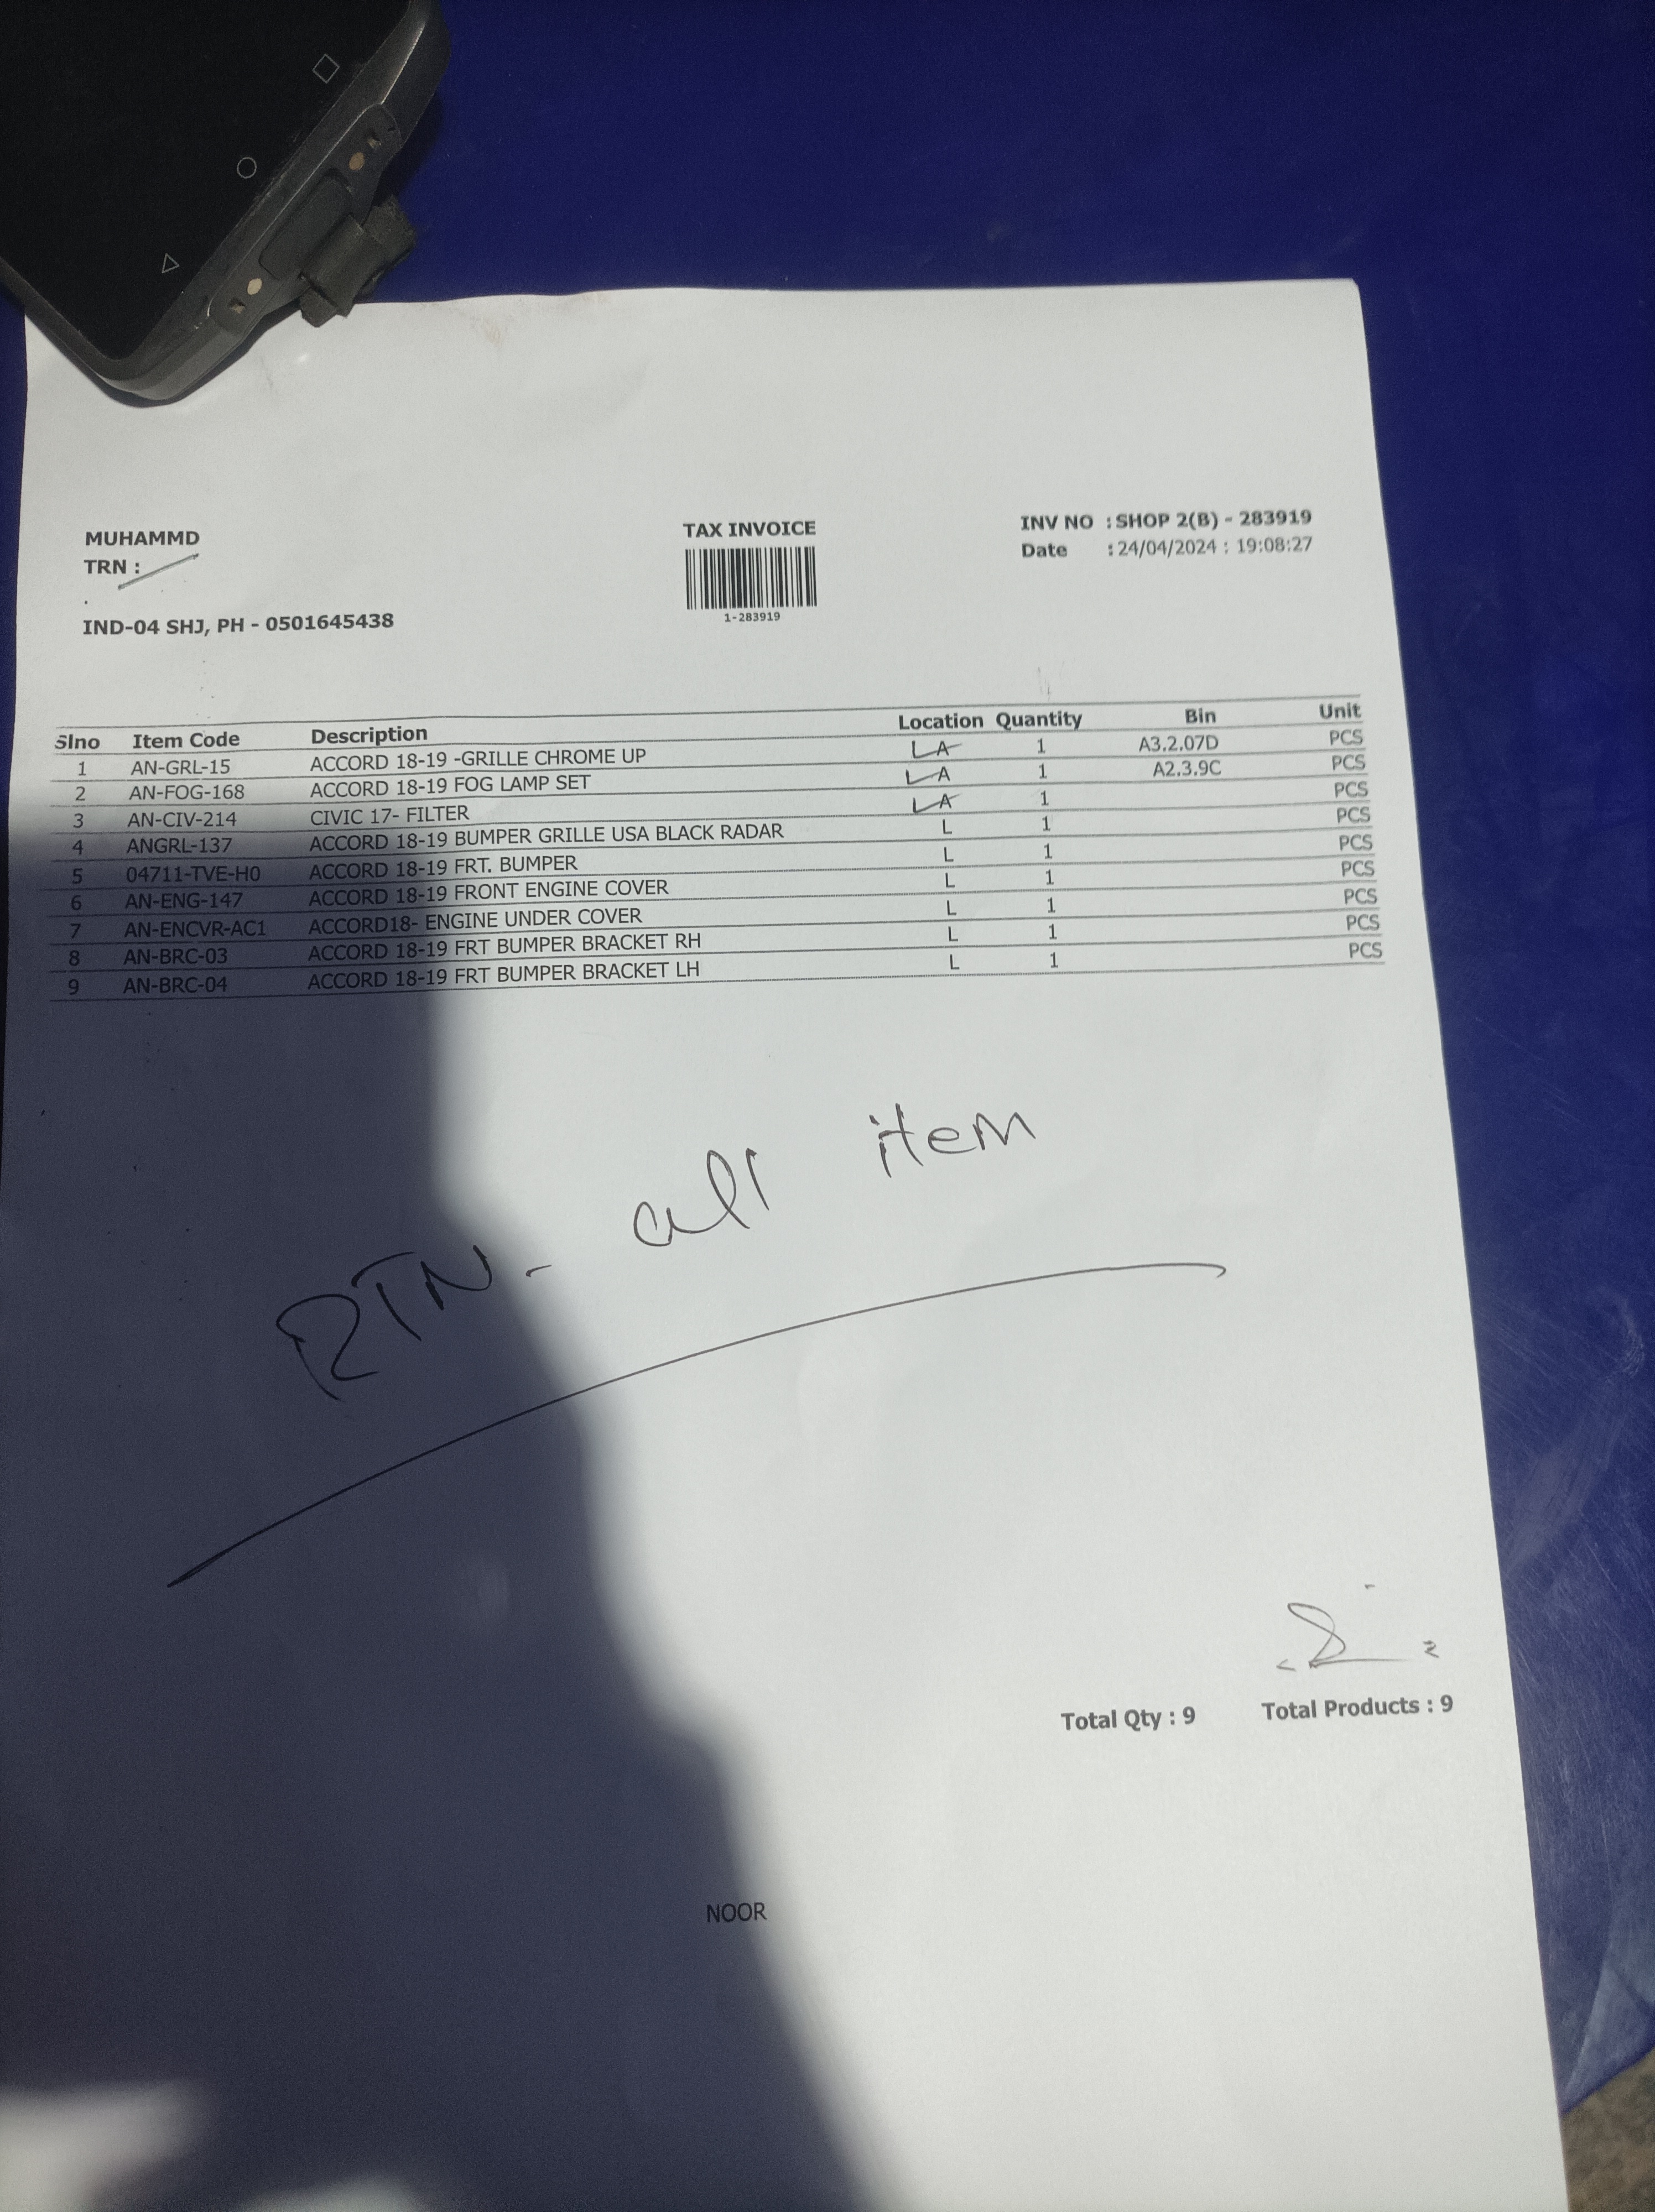 MUHAMMD
TRN :
.
IND-04 SHJ, PH - 0501645438
TAX INVOICE
1-283919
INV NO : SHOP 2(B) - 283919
Date : 24/04/2024 : 19:08:27
Slno Item Code Description Location Quantity Bin Unit
1 AN-GRL-15 ACCORD 18-19 -GRILLE CHROME UP LA 1 A3.2.07D PCS
2 AN-FOG-168 ACCORD 18-19 FOG LAMP SET LA 1 A2.3.9C PCS
3 AN-CIV-214 CIVIC 17- FILTER LA 1 PCS
4 ANGRL-137 ACCORD 18-19 BUMPER GRILLE USA BLACK RADAR L 1 PCS
5 04711-TVE-H0 ACCORD 18-19 FRT. BUMPER L 1 PCS
6 AN-ENG-147 ACCORD 18-19 FRONT ENGINE COVER L 1 PCS
7 AN-ENCVR-AC1 ACCORD18- ENGINE UNDER COVER L 1 PCS
8 AN-BRC-03 ACCORD 18-19 FRT BUMPER BRACKET RH L 1 PCS
9 AN-BRC-04 ACCORD 18-19 FRT BUMPER BRACKET LH L 1 PCS
RTN - all item
Total Qty : 9 Total Products : 9
NOOR